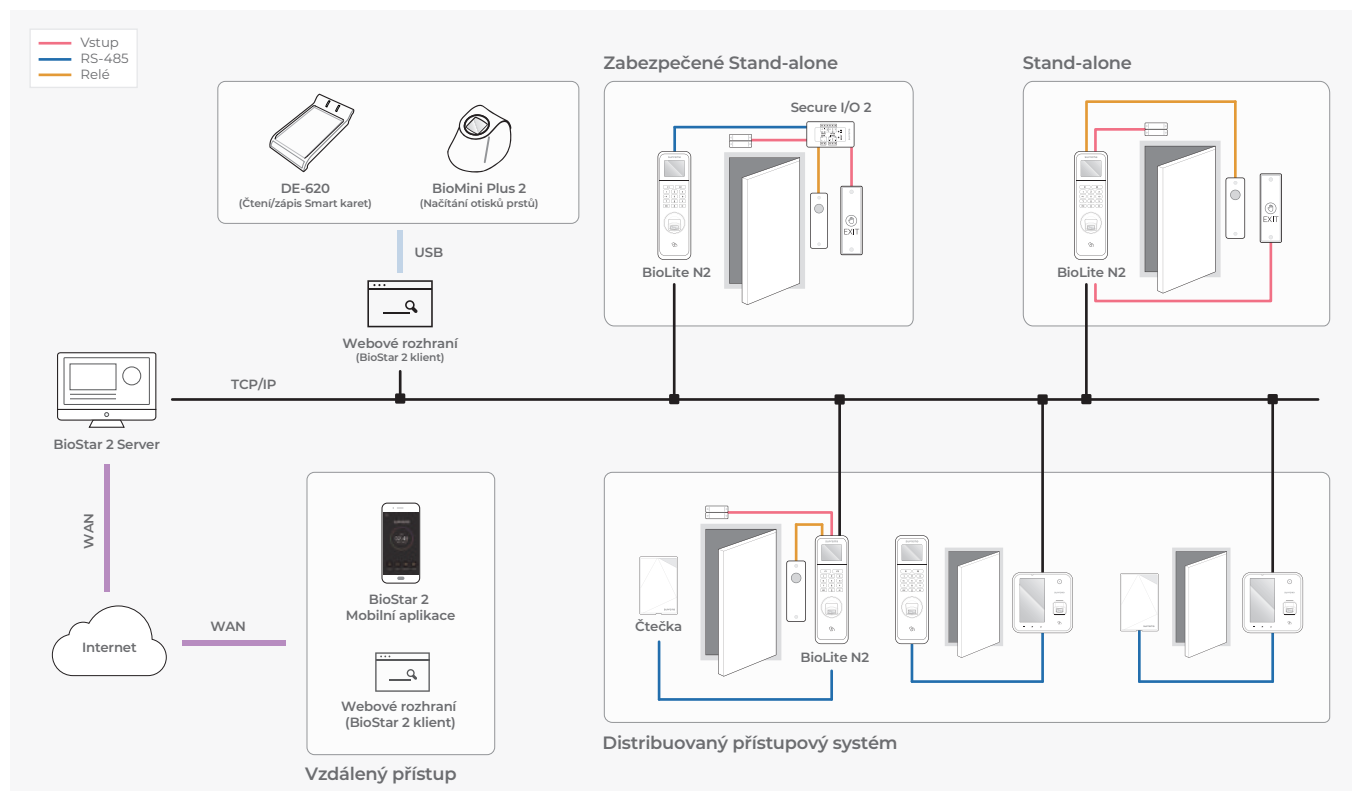 Vstup
RS-485
Relé
DE-620
(Čtení/zápis Smart karet)
BioMini Plus 2
(Načítání otisků prstů)
USB
Webové rozhraní
(BioStar 2 klient)
TCP/IP
BioStar 2 Server
WAN
Internet
WAN
BioStar 2
Mobilní aplikace
Webové rozhraní
(BioStar 2 klient)
Vzdálený přístup
Zabezpečené Stand-alone
Secure I/O 2
EXIT
BioLite N2
Stand-alone
EXIT
BioLite N2
Čtečka
BioLite N2
Distribuovaný přístupový systém